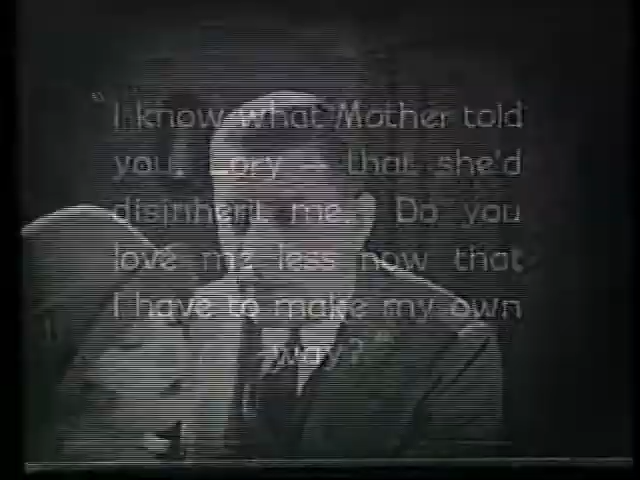 "I know what Mother told
you, Lory — that she'd
disinherit me. Do you
love me less now that
I have to make my own
way?"